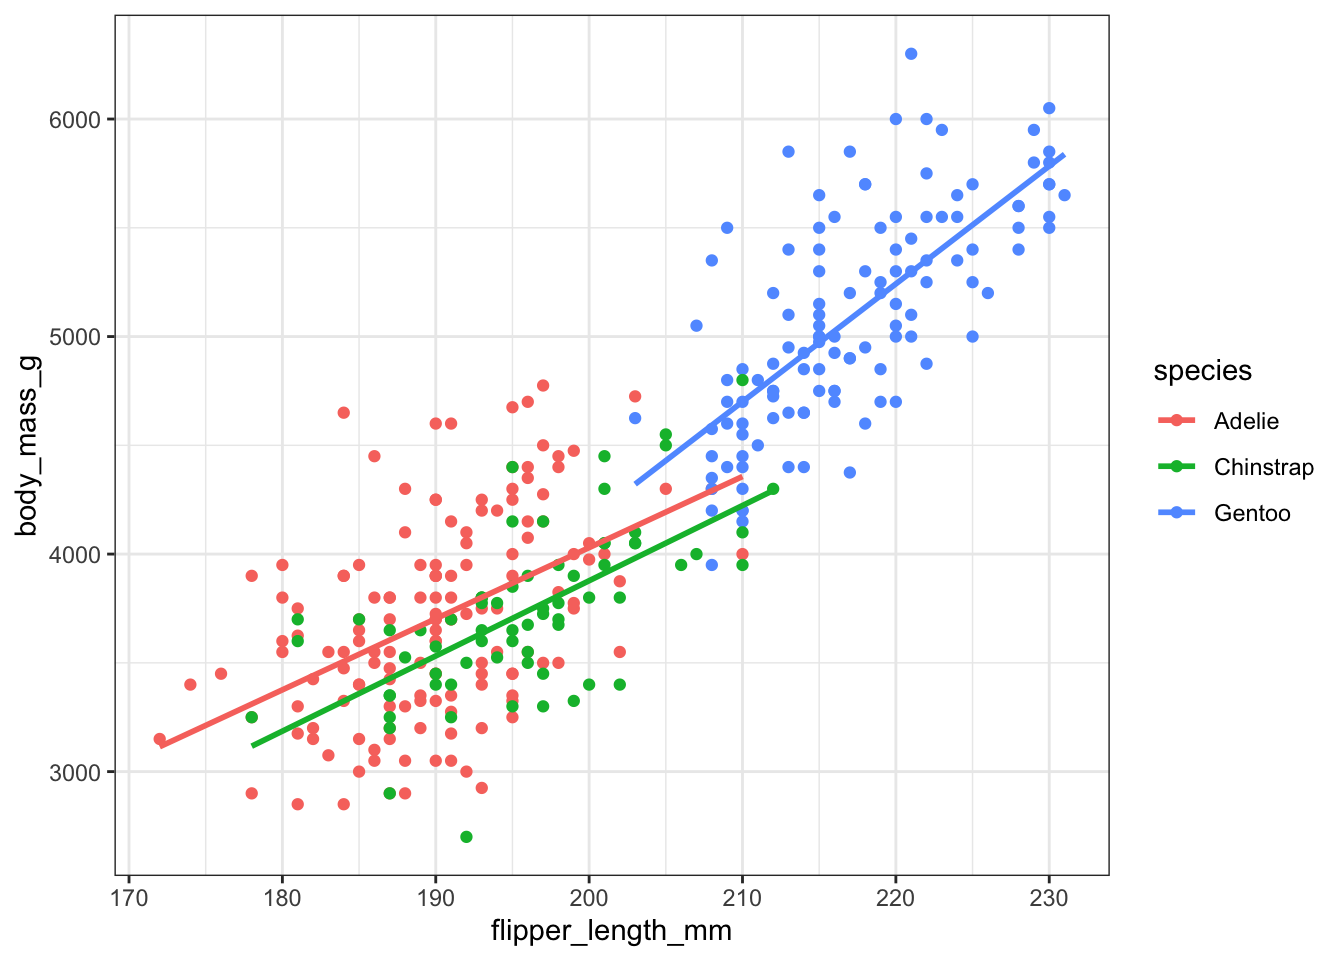 6000
5000
4000
3000
body_mass_g
170 180 190 200 210 220 230
flipper_length_mm
species
Adelie
Chinstrap
Gentoo